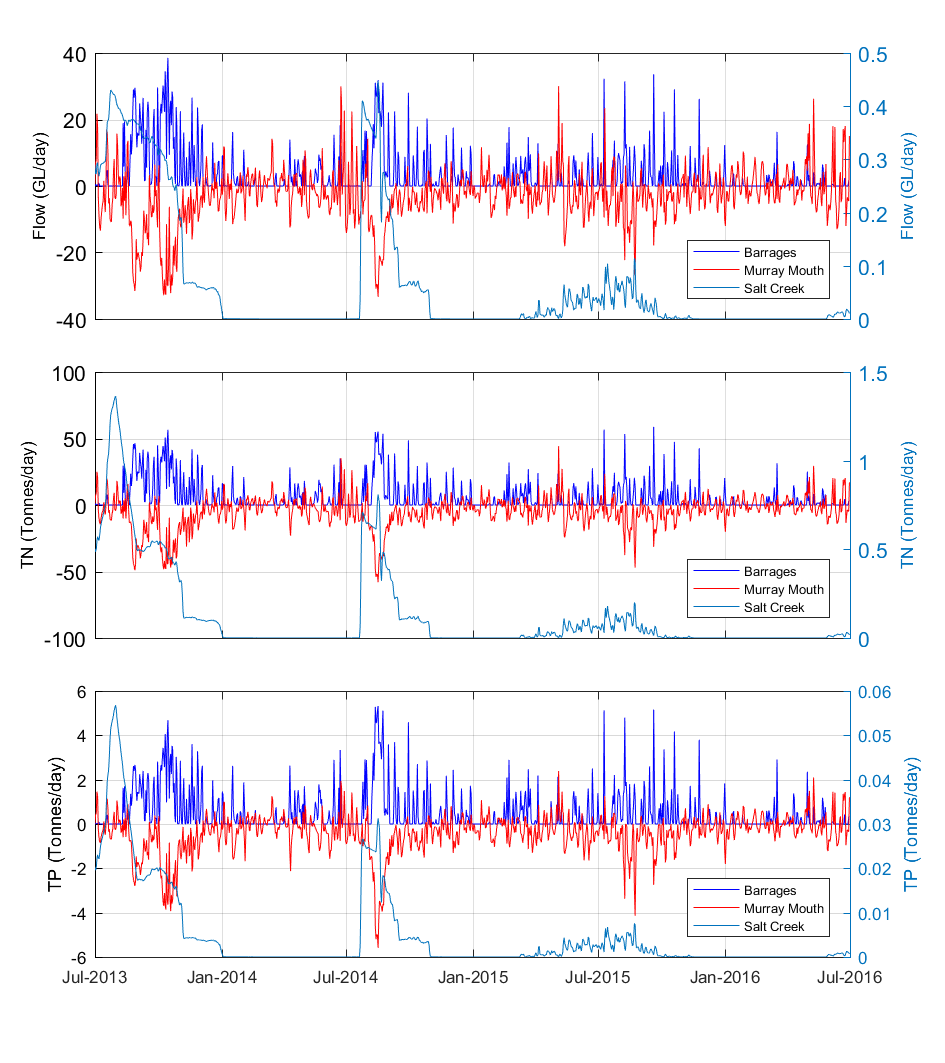 40
20
0
-20
-40
Flow (GL/day)
0.5
0.4
0.3
0.2
0.1
0
Flow (GL/day)
Barrages
Murray Mouth
Salt Creek
100
50
0
-50
-100
TN (Tonnes/day)
1.5
1
0.5
0
TN (Tonnes/day)
Barrages
Murray Mouth
Salt Creek
6
4
2
0
-2
-4
-6
TP (Tonnes/day)
0.06
0.05
0.04
0.03
0.02
0.01
0
TP (Tonnes/day)
Barrages
Murray Mouth
Salt Creek
Jul-2013 Jan-2014 Jul-2014 Jan-2015 Jul-2015 Jan-2016 Jul-2016